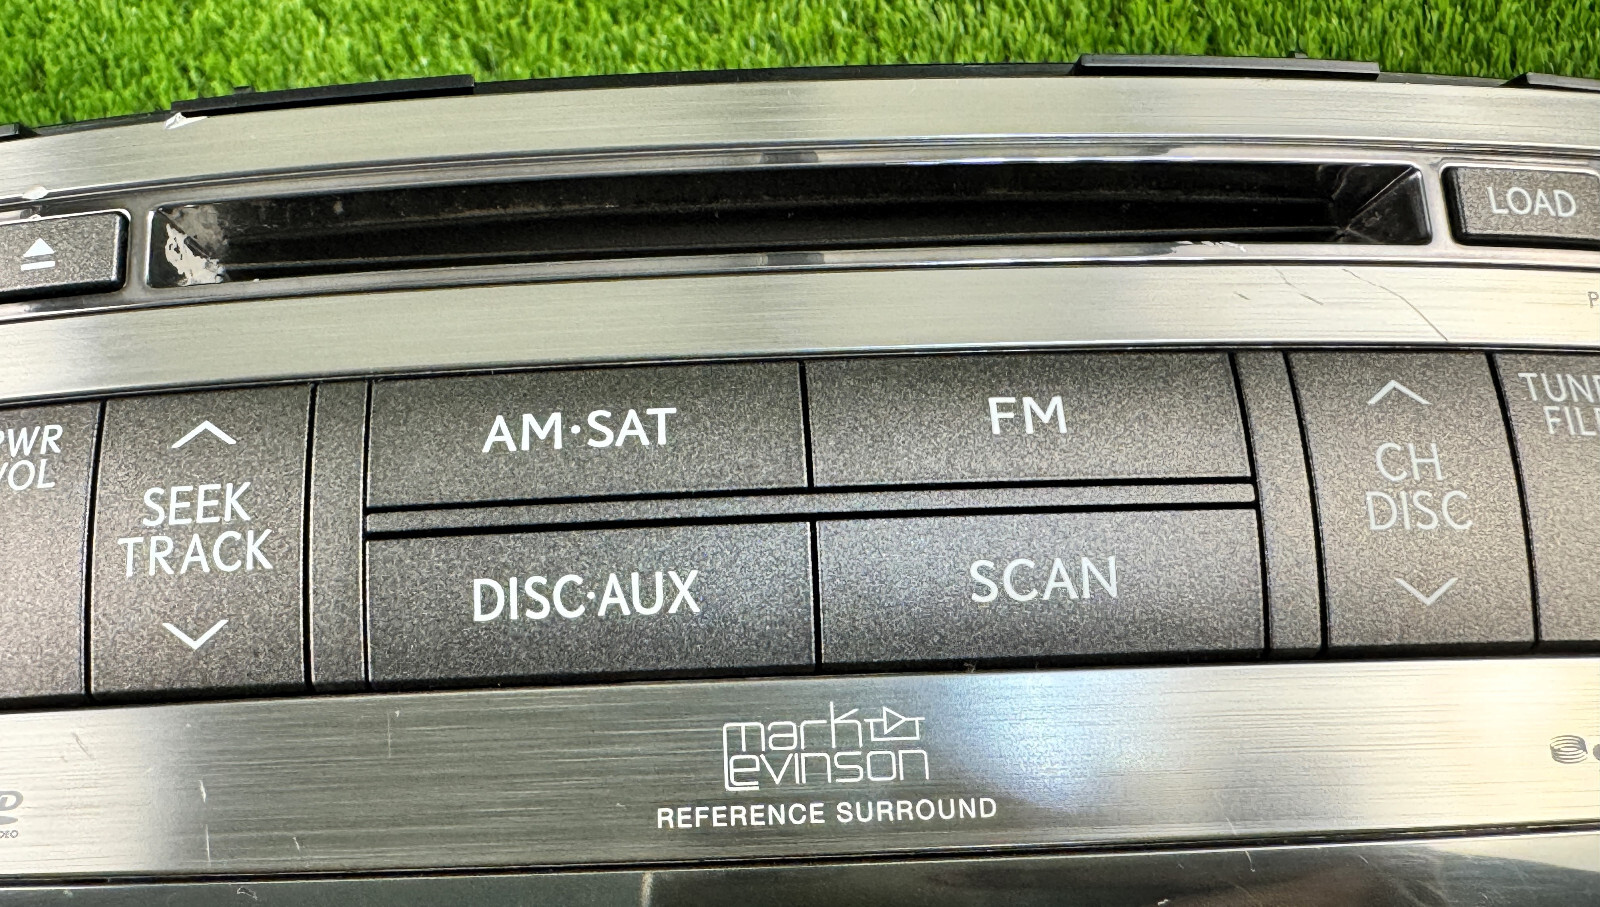 LOAD
AM·SAT
FM
PWR
VOL
SEEK
TRACK
CH
DISC
DISC·AUX
SCAN
mark
Levinson
REFERENCE SURROUND